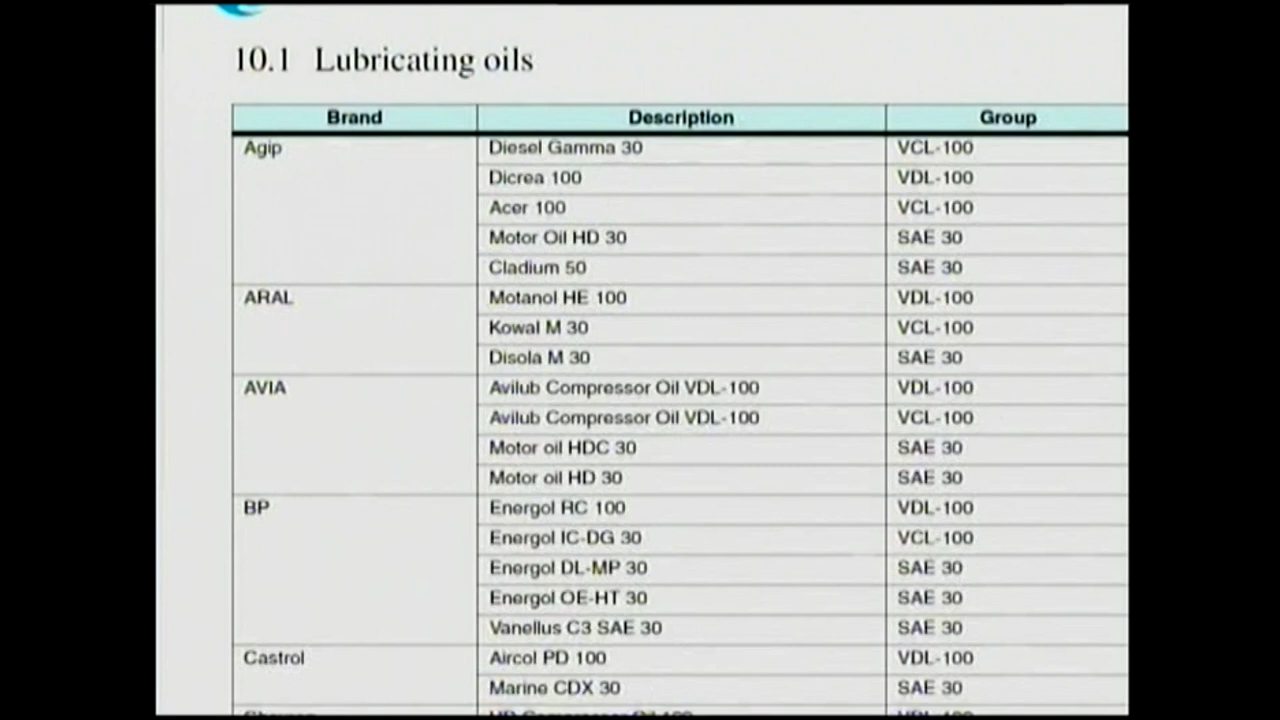 10.1 Lubricating oils
Brand Description Group
Agip Diesel Gamma 30 VCL-100
Dicrea 100 VDL-100
Acer 100 VCL-100
Motor Oil HD 30 SAE 30
Cladium 50 SAE 30
ARAL Motanol HE 100 VDL-100
Kowal M 30 VCL-100
Disola M 30 SAE 30
AVIA Avilub Compressor Oil VDL-100 VDL-100
Avilub Compressor Oil VDL-100 VCL-100
Motor oil HDC 30 SAE 30
Motor oil HD 30 SAE 30
BP Energol RC 100 VDL-100
Energol IC-DG 30 VCL-100
Energol DL-MP 30 SAE 30
Energol OE-HT 30 SAE 30
Vanellus C3 SAE 30 SAE 30
Castrol Aircol PD 100 VDL-100
Marine CDX 30 SAE 30